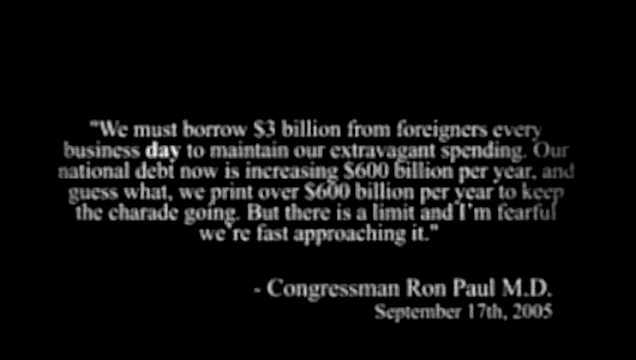 "We must borrow $3 billion from foreigners every
business day to maintain our extravagant spending. Our
national debt now is increasing $600 billion per year, and
guess what, we print over $600 billion per year to keep
the charade going. But there is a limit and I'm fearful
we're fast approaching it."
- Congressman Ron Paul M.D.
September 17th, 2005